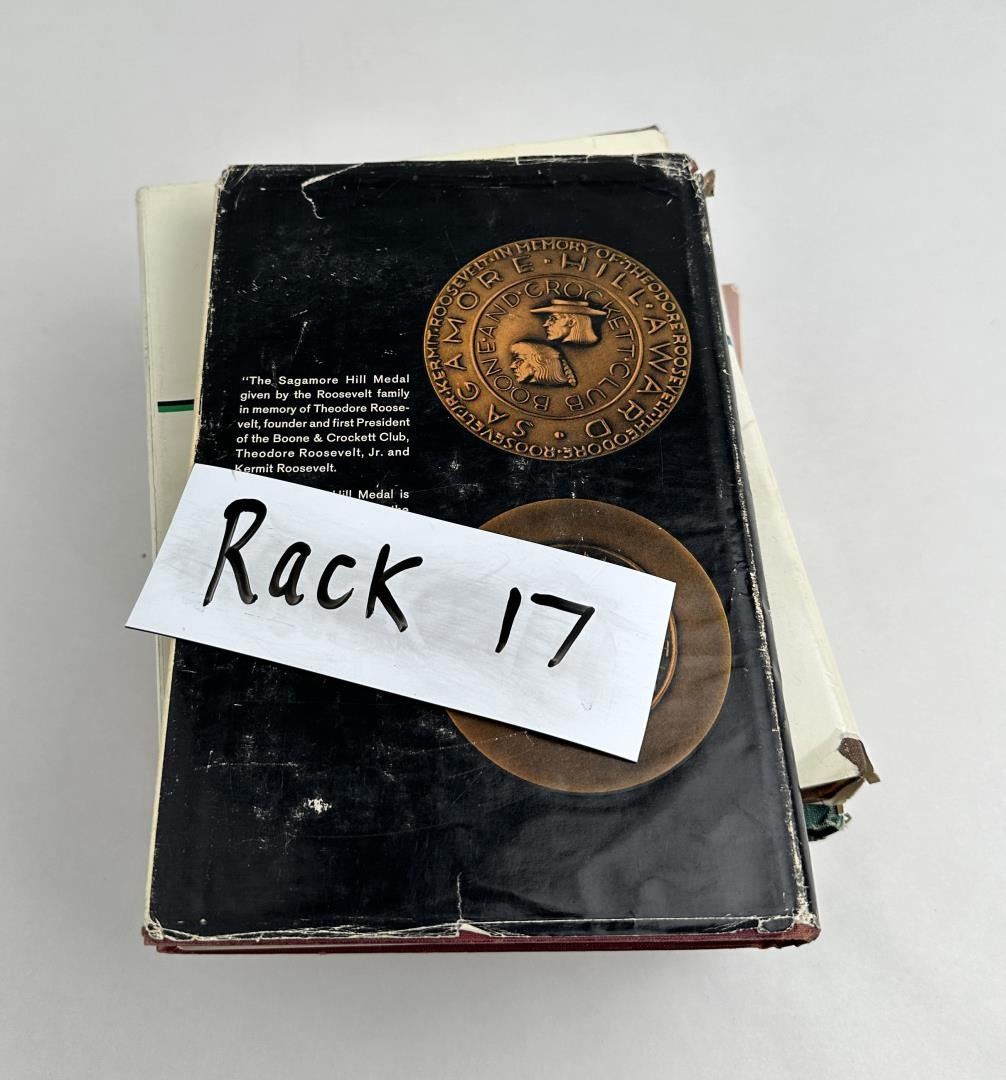 SAGAMORE · HILL · AWARD ·
IN MEMORY OF · THEODORE · ROOSEVELT · THEODORE · ROOSEVELT · JR · KERMIT · ROOSEVELT ·
BOONE · AND · CROCKETT · CLUB
"The Sagamore Hill Medal
given by the Roosevelt family
in memory of Theodore Roose-
velt, founder and first President
of the Boone & Crockett Club,
Theodore Roosevelt, Jr. and
Kermit Roosevelt.
Hill Medal is
the
Rack 17